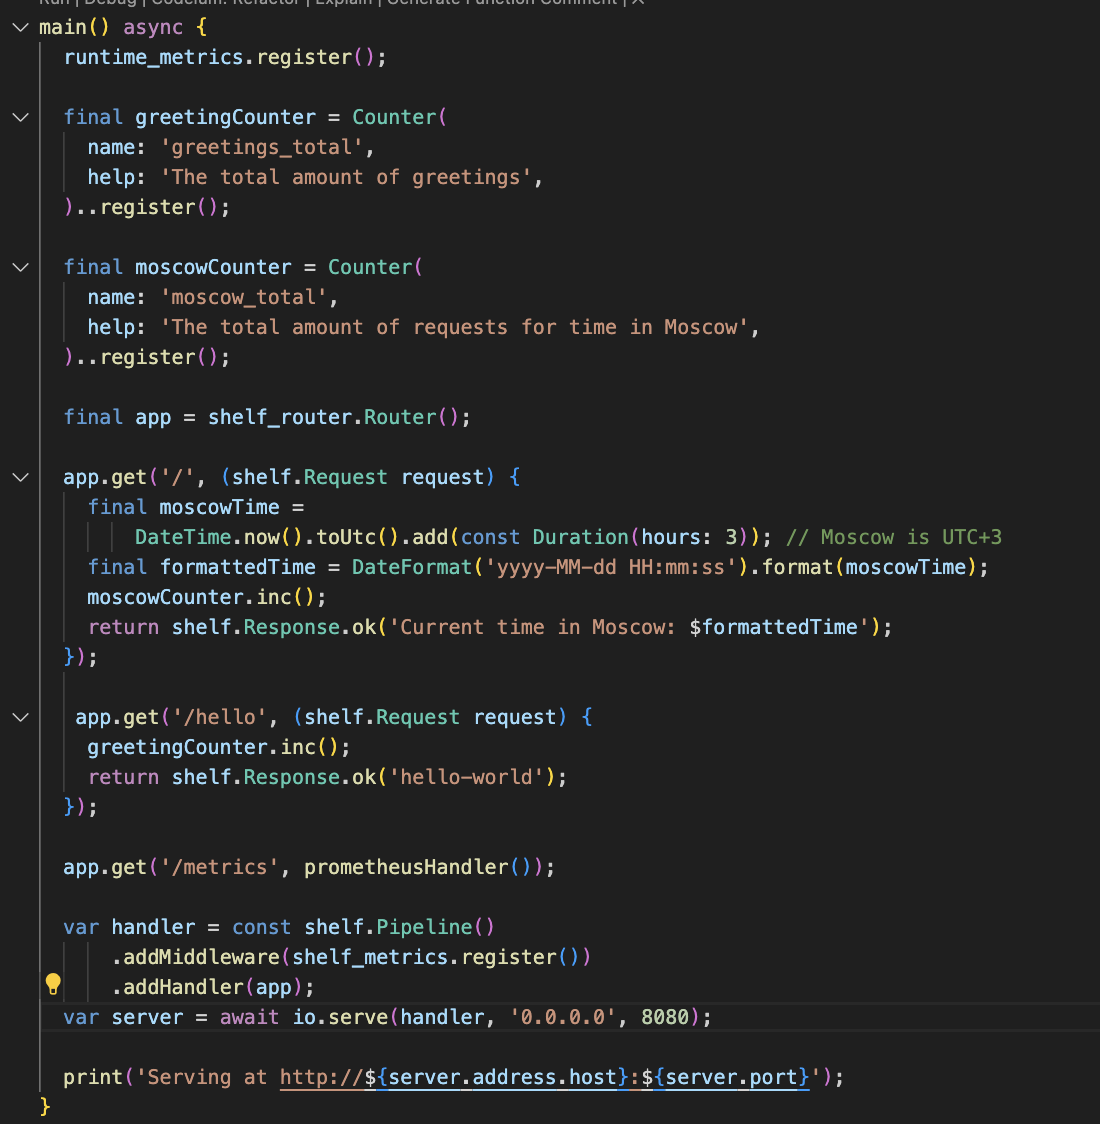 Run | Debug | Codeium: Refactor | Explain | Generate Function Comment | ×
main() async {
  runtime_metrics.register();

  final greetingCounter = Counter(
    name: 'greetings_total',
    help: 'The total amount of greetings',
  )..register();

  final moscowCounter = Counter(
    name: 'moscow_total',
    help: 'The total amount of requests for time in Moscow',
  )..register();

  final app = shelf_router.Router();

  app.get('/', (shelf.Request request) {
    final moscowTime =
        DateTime.now().toUtc().add(const Duration(hours: 3)); // Moscow is UTC+3
    final formattedTime = DateFormat('yyyy-MM-dd HH:mm:ss').format(moscowTime);
    moscowCounter.inc();
    return shelf.Response.ok('Current time in Moscow: $formattedTime');
  });

   app.get('/hello', (shelf.Request request) {
    greetingCounter.inc();
    return shelf.Response.ok('hello-world');
  });

  app.get('/metrics', prometheusHandler());

  var handler = const shelf.Pipeline()
      .addMiddleware(shelf_metrics.register())
      .addHandler(app);
  var server = await io.serve(handler, '0.0.0.0', 8080);

  print('Serving at http://${server.address.host}:${server.port}');
}